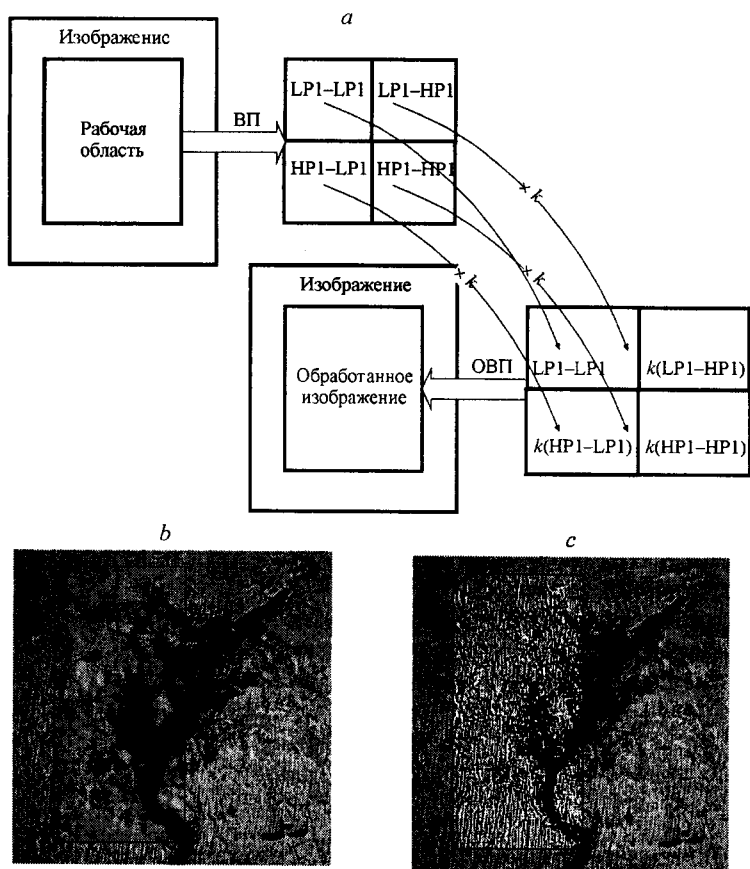 a
Изображение
Рабочая
область
ВП
LP1–LP1
LP1–HP1
HP1–LP1
HP1–HP1
× k
× k
× k
Изображение
Обработанное
изображение
ОВП
LP1–LP1
k(LP1–HP1)
k(HP1–LP1)
k(HP1–HP1)
b
c